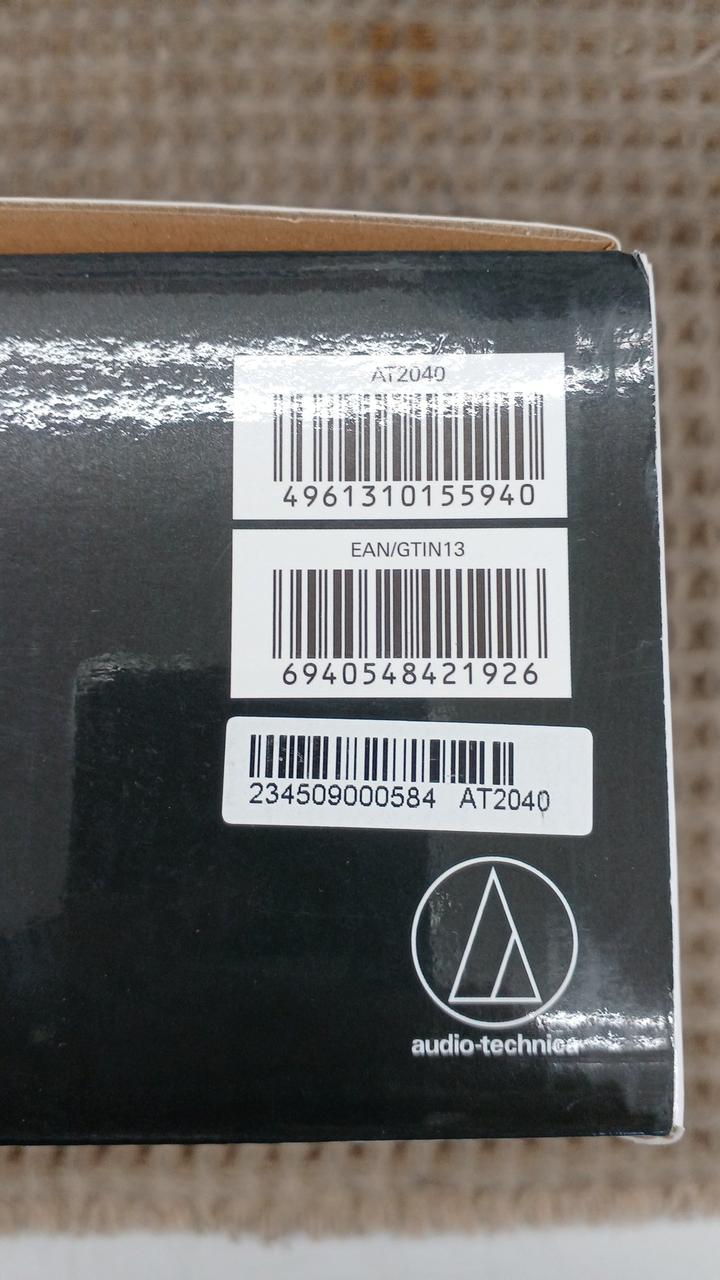 AT2040
4961310155940
EAN/GTIN13
6940548421926
234509000584 AT2040
audio-technica